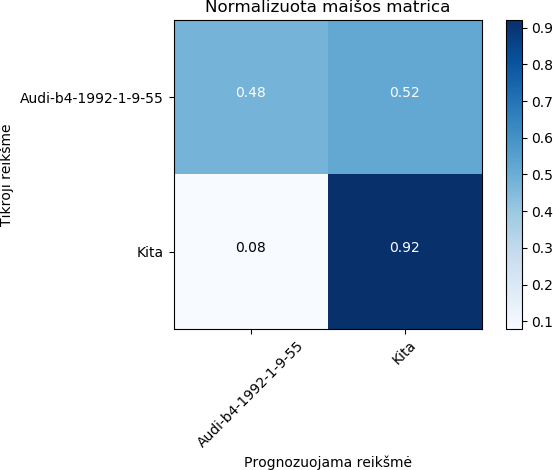 Normalizuota maišos matrica
Tikroji reikšmė
Audi-b4-1992-1-9-55
Kita
0.48
0.52
0.08
0.92
Audi-b4-1992-1-9-55
Kita
Prognozuojama reikšmė
0.9
0.8
0.7
0.6
0.5
0.4
0.3
0.2
0.1